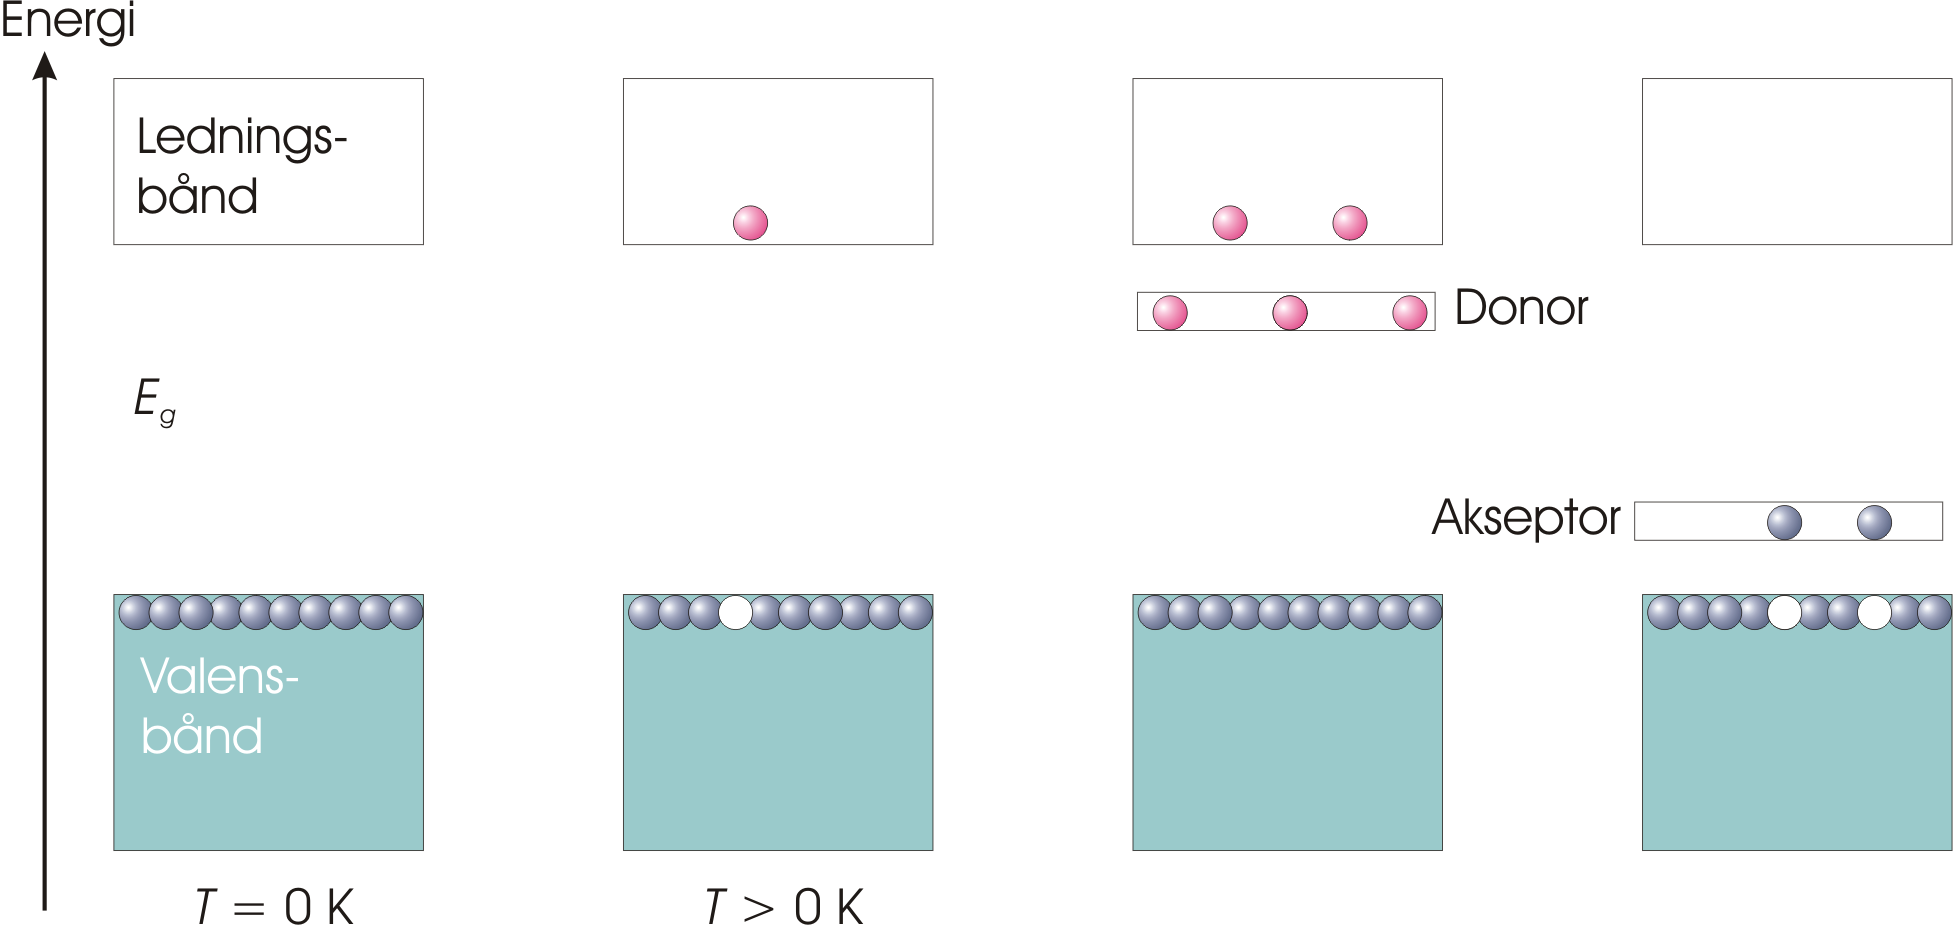 Energi
Lednings-
bånd
Donor
E_g
Akseptor
Valens-
bånd
T = 0 K
T > 0 K